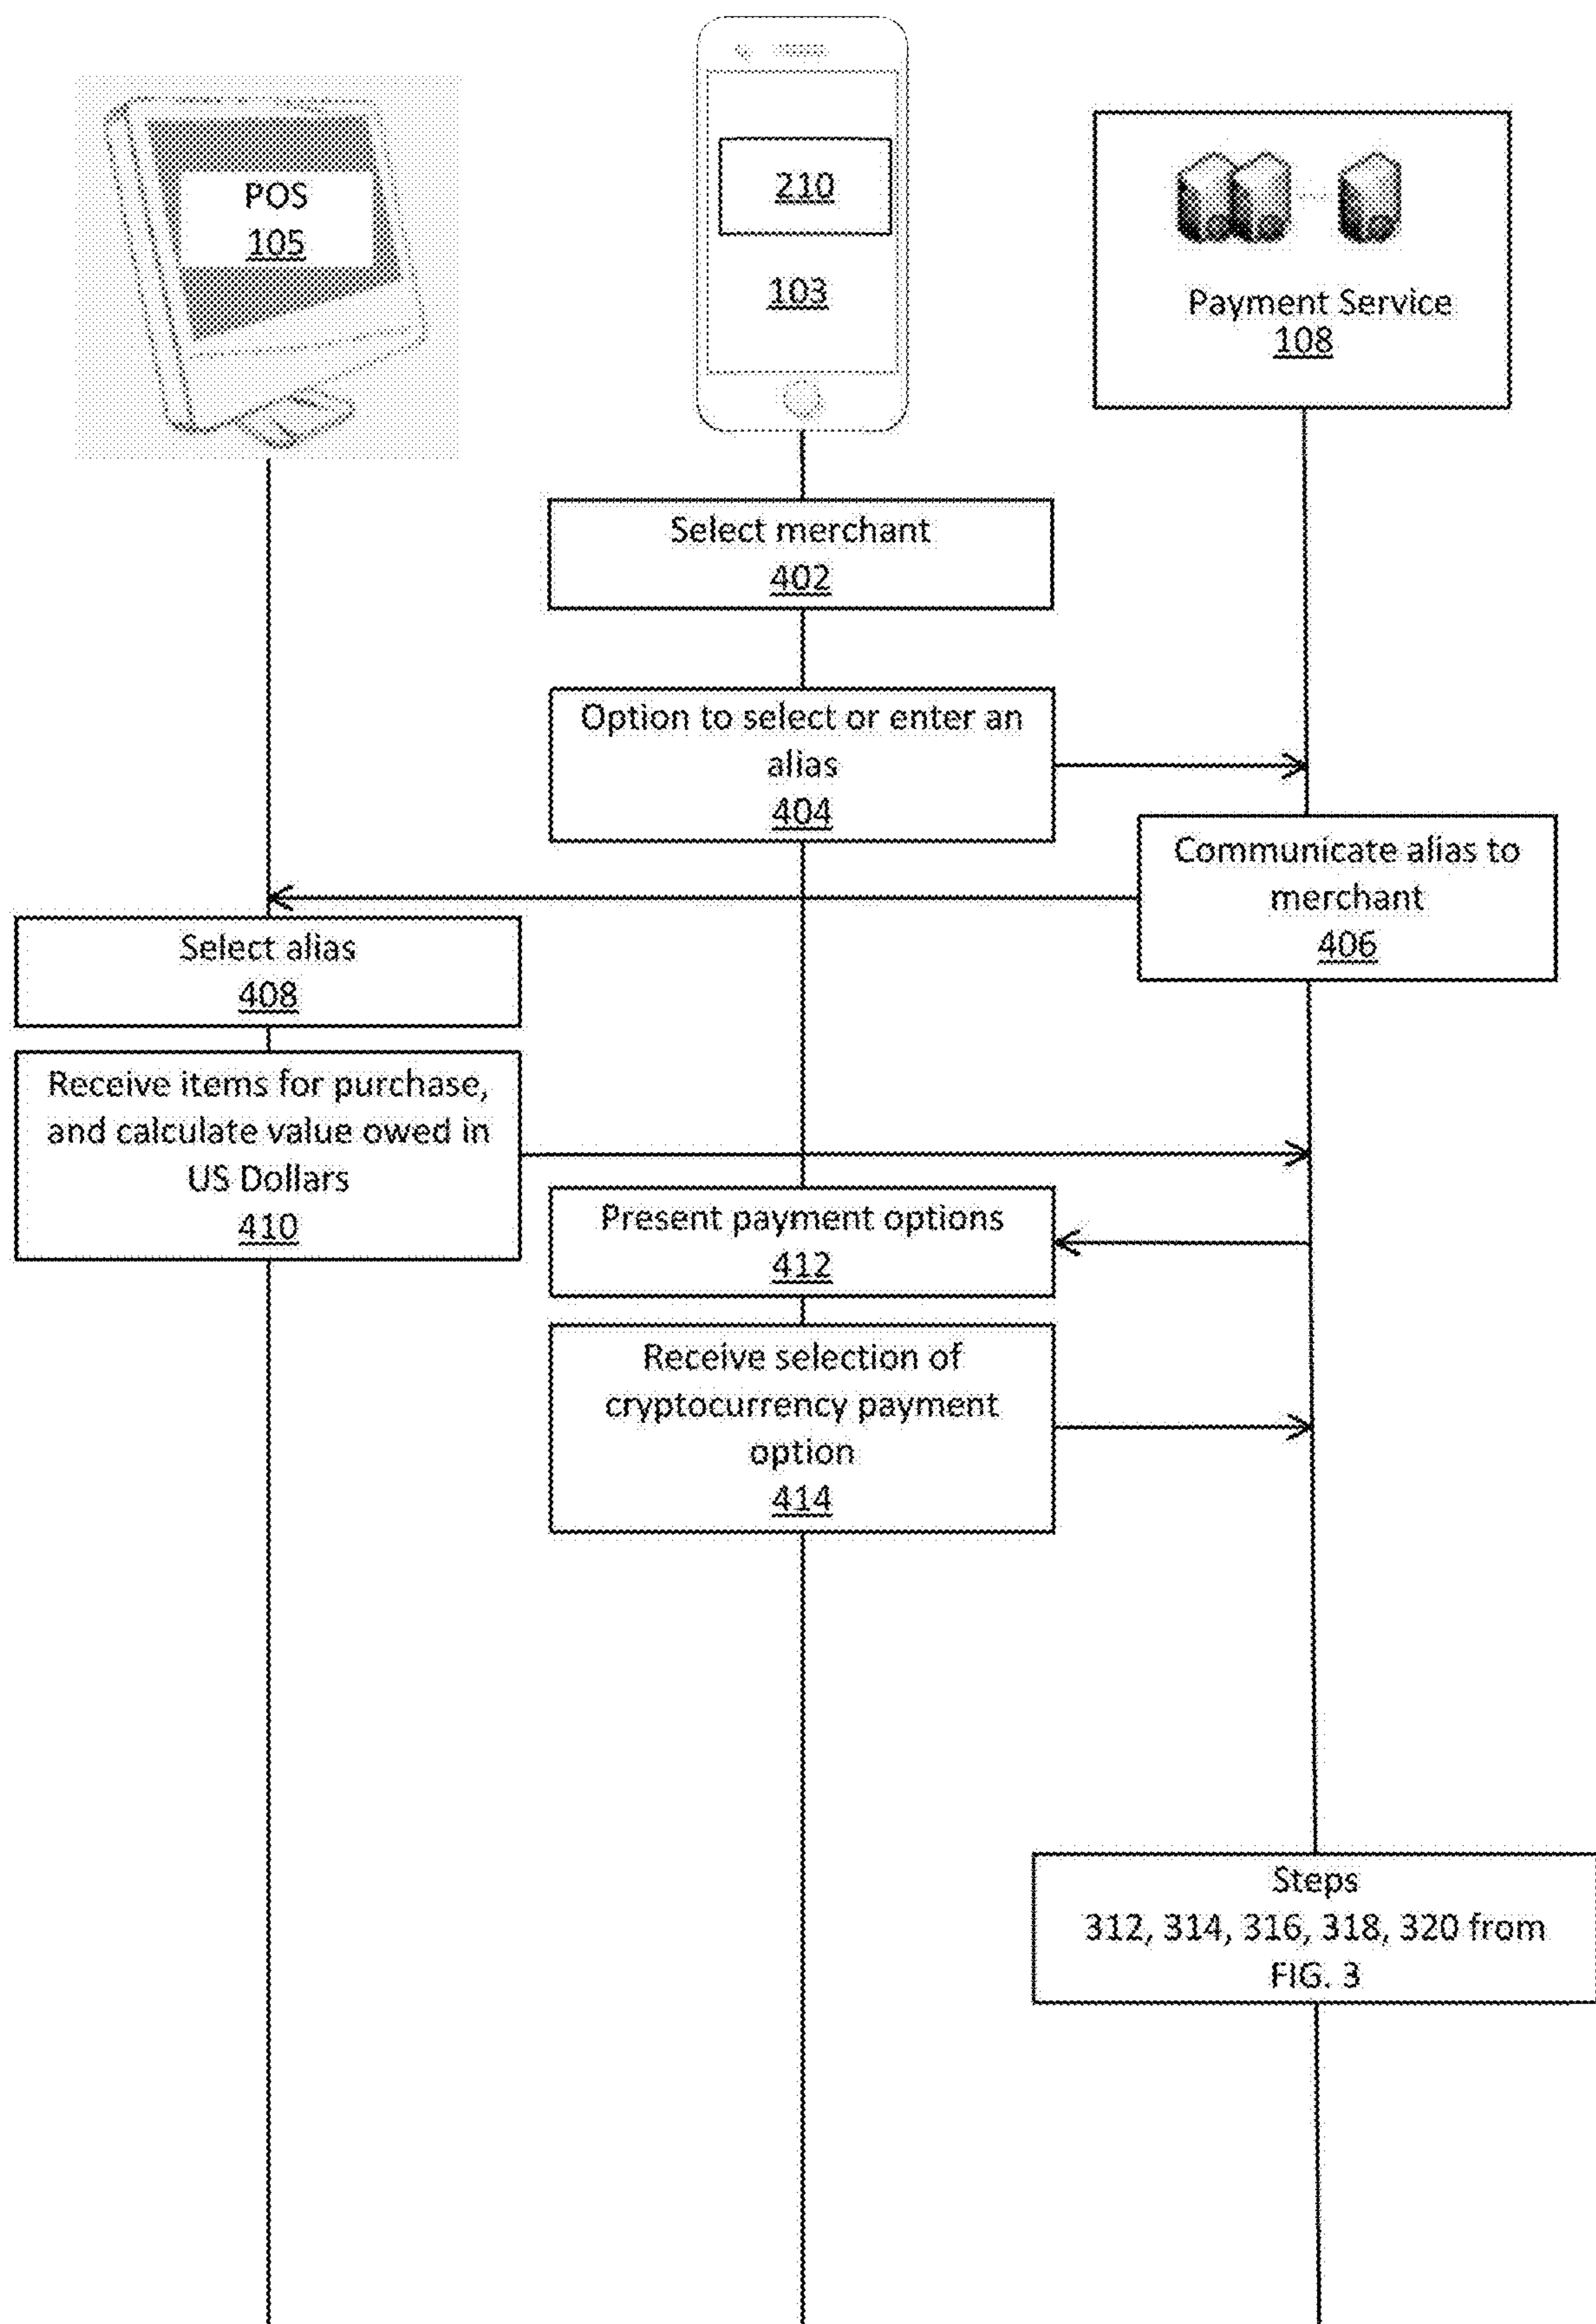 POS
105
210
103
Payment Service
108
Select merchant
402
Option to select or enter an
alias
404
Communicate alias to
merchant
406
Select alias
408
Receive items for purchase,
and calculate value owed in
US Dollars
410
Present payment options
412
Receive selection of
cryptocurrency payment
option
414
Steps
312, 314, 316, 318, 320 from
FIG. 3